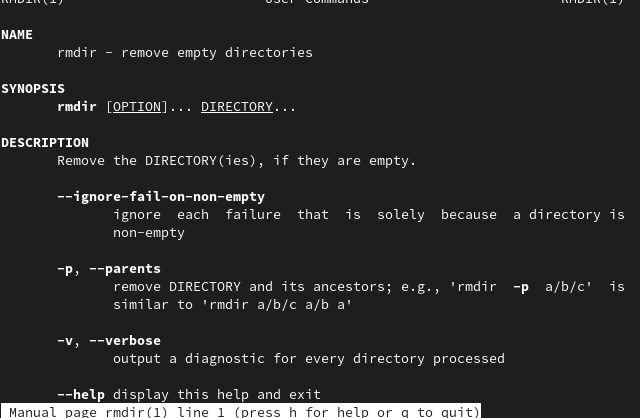 RMDIR(1) User Commands RMDIR(1)
NAME
rmdir - remove empty directories
SYNOPSIS
rmdir [OPTION]... DIRECTORY...
DESCRIPTION
Remove the DIRECTORY(ies), if they are empty.
--ignore-fail-on-non-empty
ignore each failure that is solely because a directory is
non-empty
-p, --parents
remove DIRECTORY and its ancestors; e.g., 'rmdir -p a/b/c' is
similar to 'rmdir a/b/c a/b a'
-v, --verbose
output a diagnostic for every directory processed
--help display this help and exit
Manual page rmdir(1) line 1 (press h for help or q to quit)